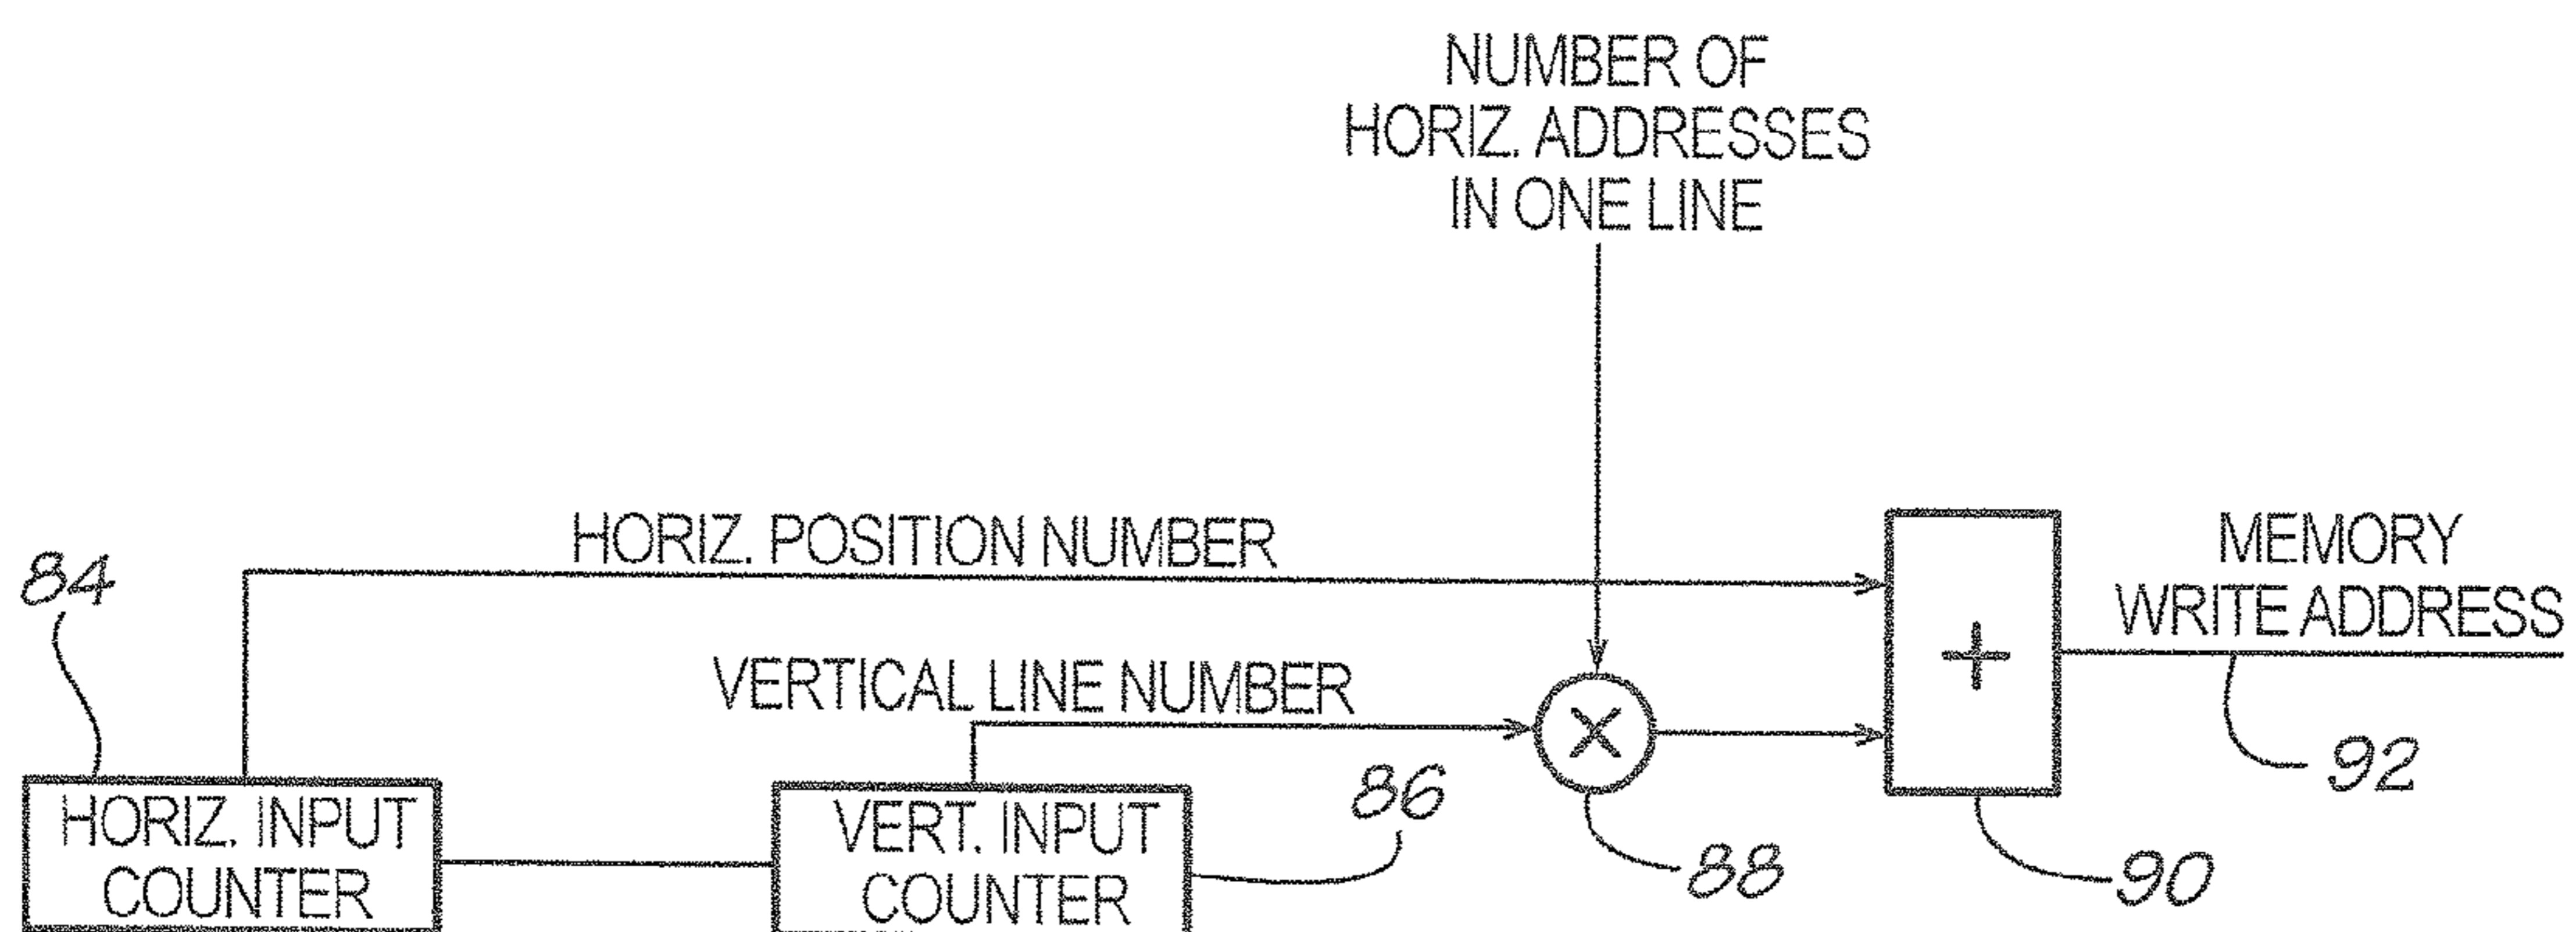 NUMBER OF
HORIZ. ADDRESSES
IN ONE LINE
HORIZ. POSITION NUMBER
MEMORY
WRITE ADDRESS
84
+
VERTICAL LINE NUMBER
X
92
86
HORIZ. INPUT
COUNTER
VERT. INPUT
COUNTER
88
90